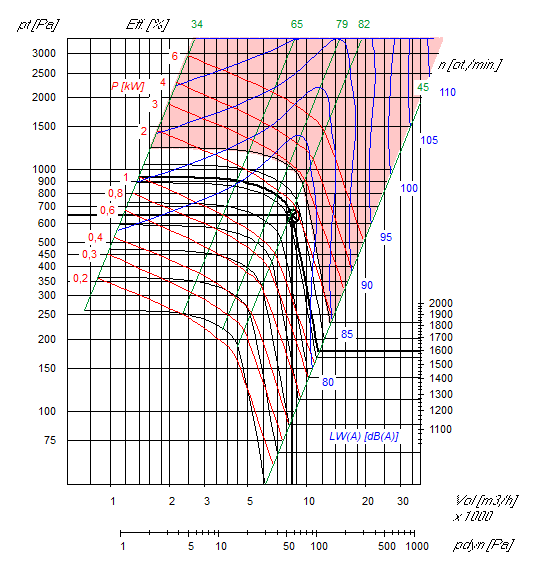 pt [Pa] Eff. [%] 34 65 79 82
3000 6 n [ot./min.]
2500 P [kW] 4 45 110
2000 3
1500 2 105
1000 1 100
900
800 0,8
700 0,6
600 0,4 95
500 0,3
450
400 0,2 90
350
300 2000
250 1900
1800
200 85 1700
1600
150 80 1500
1400
1300
100 1200
75 LW(A) [dB(A)] 1100
1 2 3 5 10 20 30 Vol [m3/h]
x 1000
1 5 10 50 100 500 1000 pdyn [Pa]